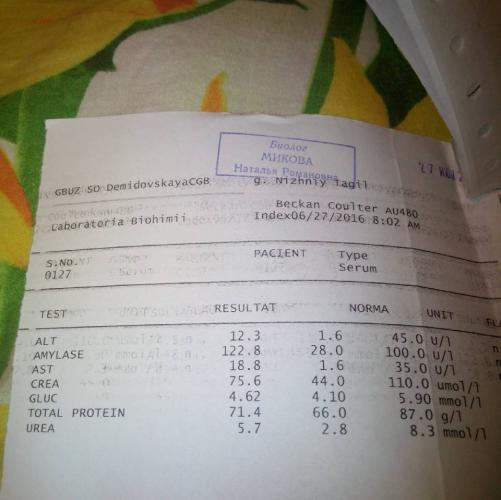 Биолог
МИКОВА
Наталья Романовна
27
GBUZ SO DemidovskayaCGB g. Nizhniy Tagil
Beckan Coulter AU480
Laboratoria Biohimii Index06/27/2016 8:02 AM
S.No. PACIENT Type
0127 Serum
TEST RESULTAT NORMA UNIT
ALT 12.3 1.6 45.0 u/l
AMYLASE 122.8 28.0 100.0 u/l
AST 18.8 1.6 35.0 u/l
CREA 75.6 44.0 110.0 umol/l
GLUC 4.62 4.10 5.90 mmol/l
TOTAL PROTEIN 71.4 66.0 87.0 g/l
UREA 5.7 2.8 8.3 mmol/l